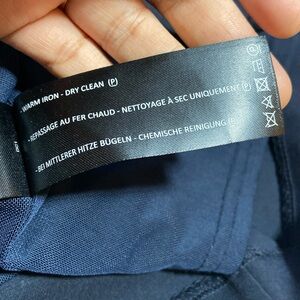 WARM IRON - DRY CLEAN (P)
REPASSAGE AU FER CHAUD - NETTOYAGE À SEC UNIQUEMENT (P)
- BEI MITTLERER HITZE BÜGELN - CHEMISCHE REINIGUNG (P)